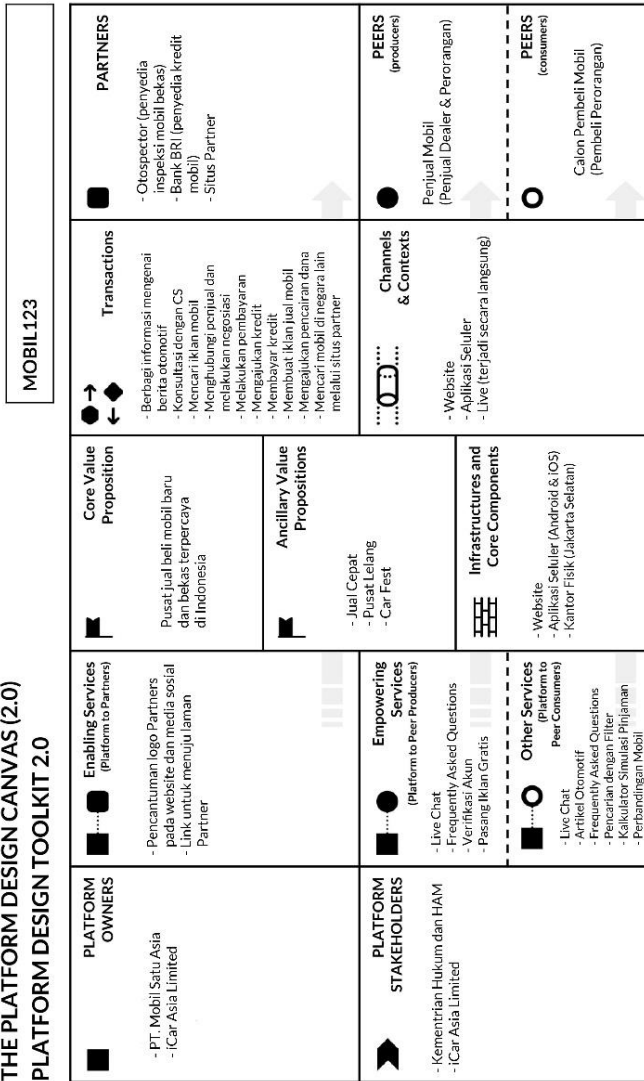 THE PLATFORM DESIGN CANVAS (2.0)
PLATFORM DESIGN TOOLKIT 2.0
MOBIL123
PLATFORM
OWNERS
- PT. Mobil Satu Asia
- iCar Asia Limited
PLATFORM
STAKEHOLDERS
- Kementrian Hukum dan HAM
- iCar Asia Limited
Enabling Services
(Platform to Partners)
- Pencantuman logo Partners
pada website dan media sosial
- Link untuk menuju laman
Partner
Empowering
Services
(Platform to Peer Producers)
- Live Chat
- Frequently Asked Questions
- Verifikasi Akun
- Pasang Iklan Gratis
Other Services
(Platform to
Peer Consumers)
- Live Chat
- Artikel Otomotif
- Frequently Asked Questions
- Pencarian dengan Filter
- Kalkulator Simulasi Pinjaman
- Perbandingan Mobil
Core Value
Proposition
Pusat jual beli mobil baru
dan bekas terpercaya
di Indonesia
Ancillary Value
Propositions
- Jual Cepat
- Pusat Lelang
- Car Fest
Infrastructures and
Core Components
- Website
- Aplikasi Seluler (Android & iOS)
- Kantor Fisik (Jakarta Selatan)
Transactions
- Berbagi informasi mengenai
berita otomotif
- Konsultasi dengan CS
- Mencari iklan mobil
- Menghubungi penjual dan
melakukan negosiasi
- Melakukan pembayaran
- Mengajukan kredit
- Membayar kredit
- Membuat iklan jual mobil
- Mengajukan pencairan dana
- Mencari mobil di negara lain
melalui situs partner
Channels
& Contexts
- Website
- Aplikasi Seluler
- Live (terjadi secara langsung)
PARTNERS
- Otospector (penyedia
inspeksi mobil bekas)
- Bank BRI (penyedia kredit
mobil)
- Situs Partner
PEERS
(producers)
Penjual Mobil
(Penjual Dealer & Perorangan)
PEERS
(consumers)
Calon Pembeli Mobil
(Pembeli Perorangan)